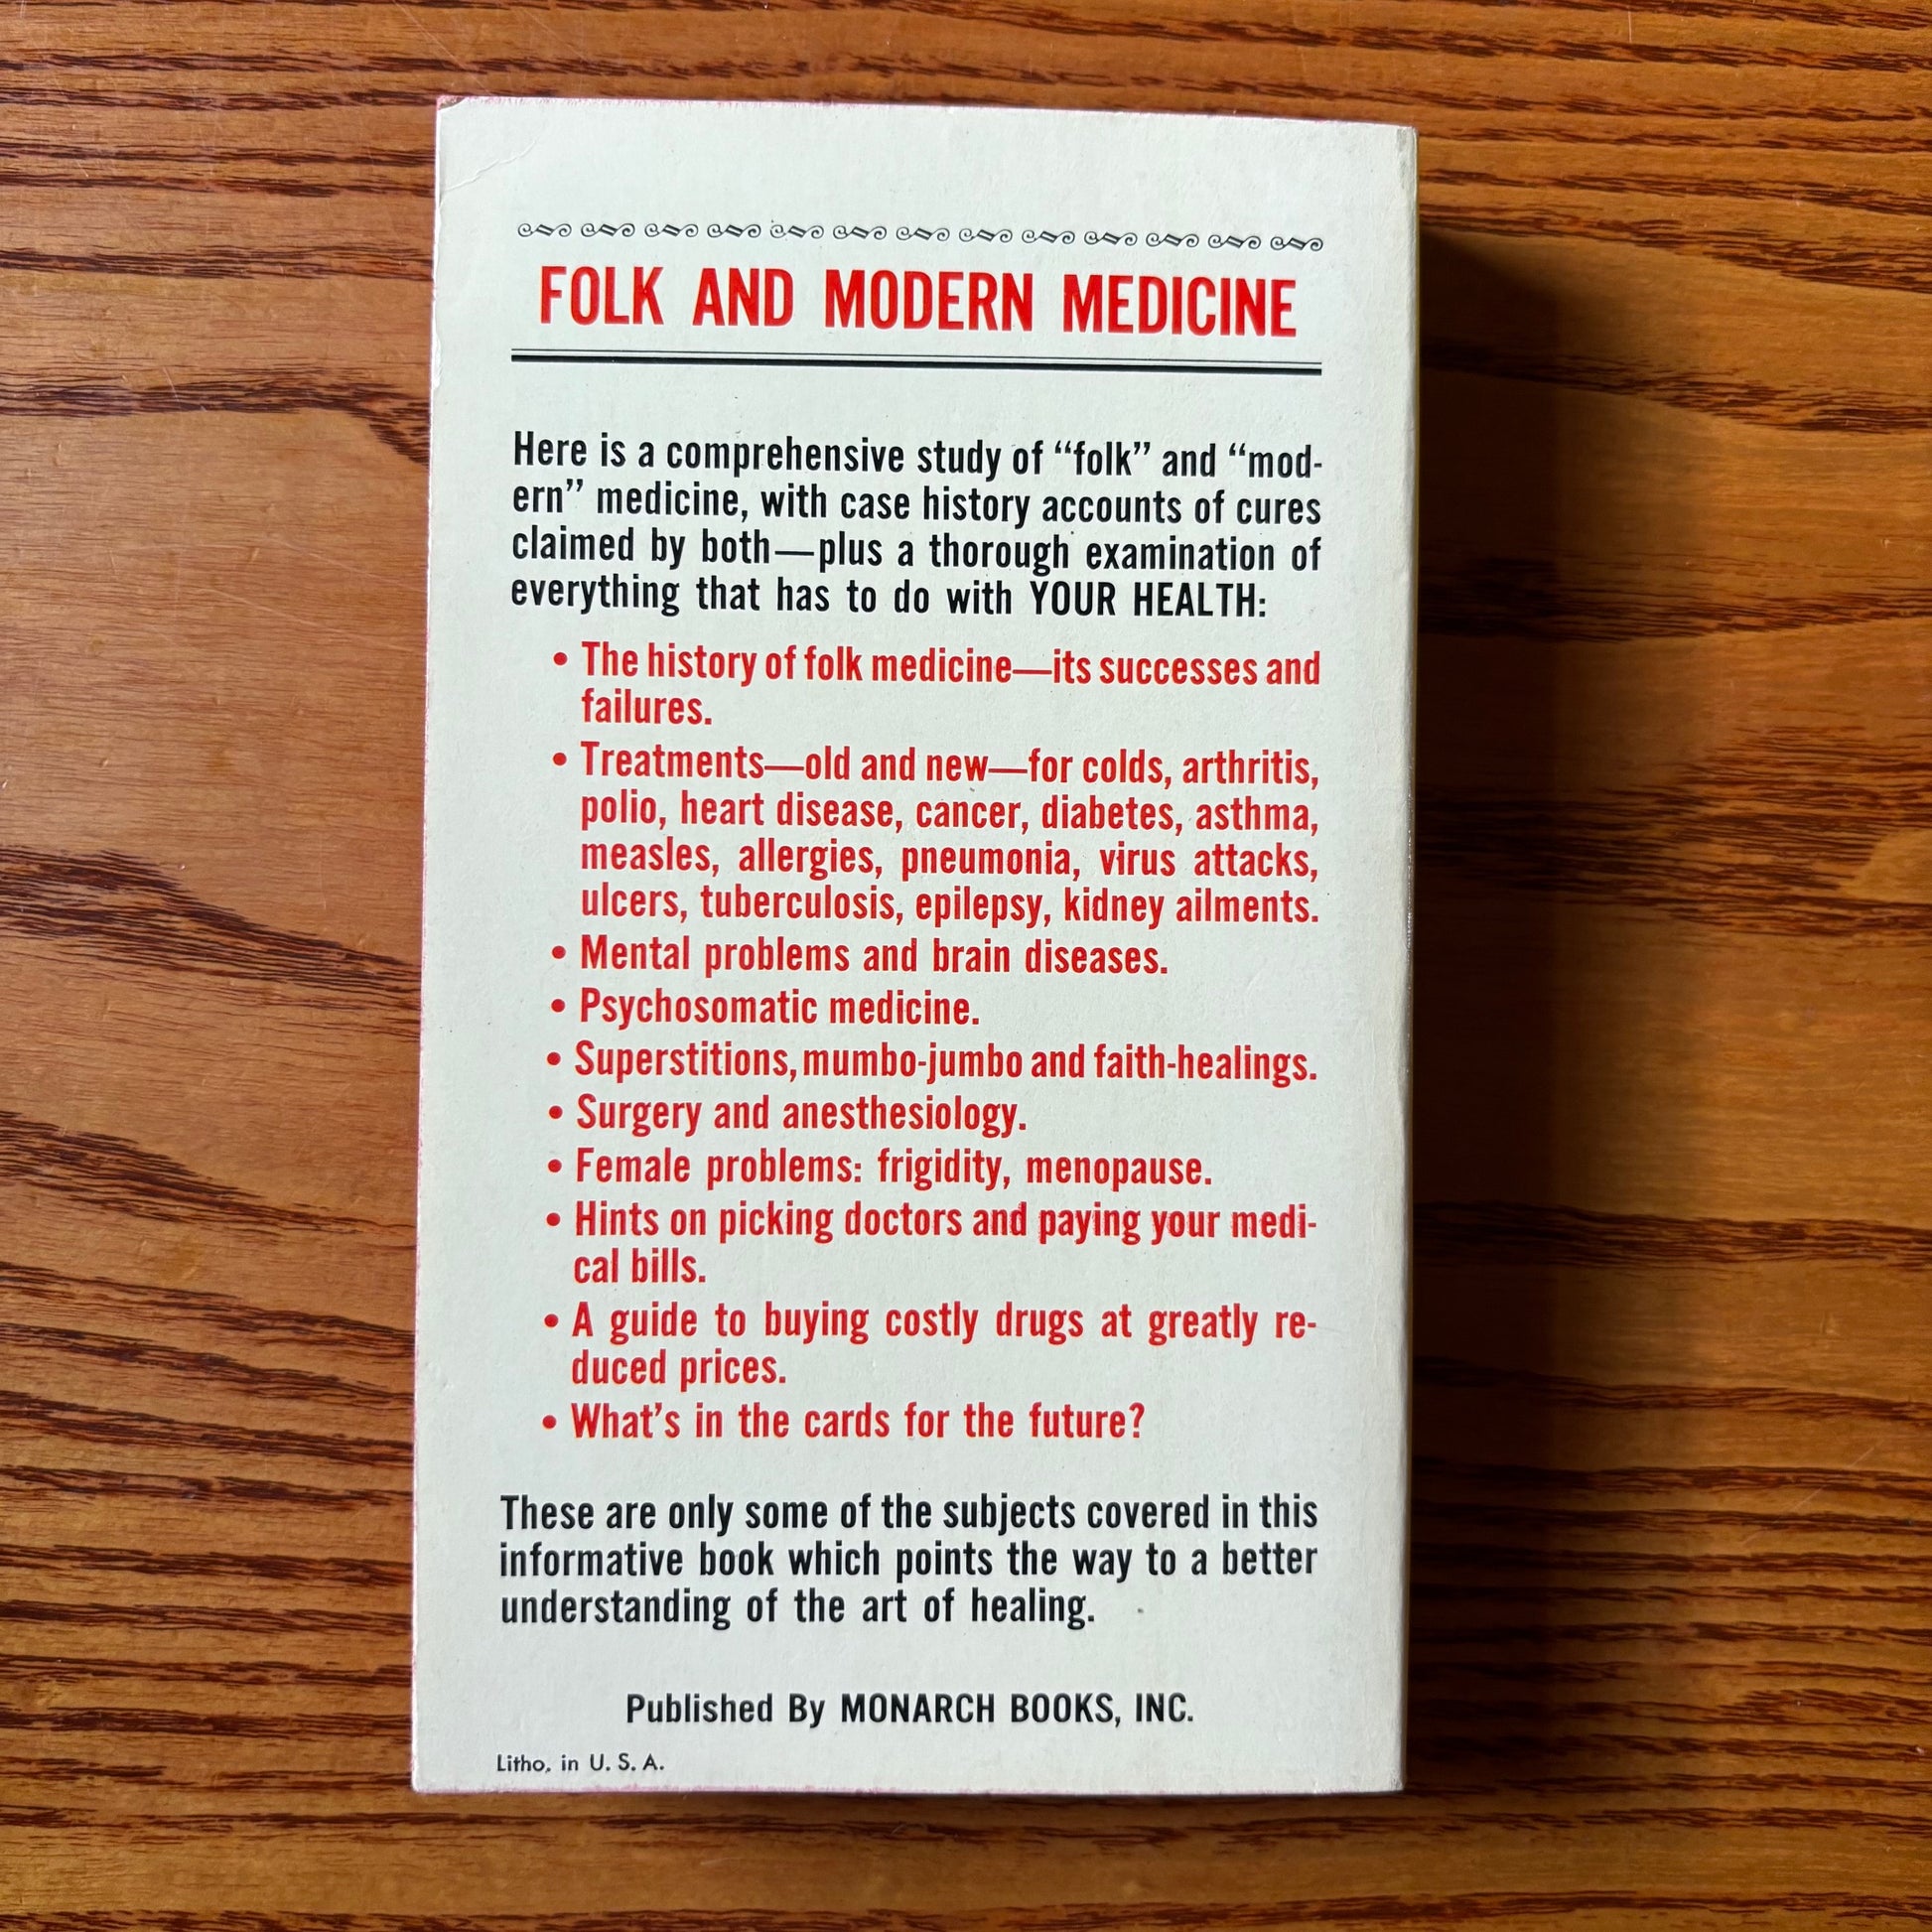 FOLK AND MODERN MEDICINE
Here is a comprehensive study of “folk” and “mod-
ern” medicine, with case history accounts of cures
claimed by both—plus a thorough examination of
everything that has to do with YOUR HEALTH:
• The history of folk medicine—its successes and
failures.
• Treatments—old and new—for colds, arthritis,
polio, heart disease, cancer, diabetes, asthma,
measles, allergies, pneumonia, virus attacks,
ulcers, tuberculosis, epilepsy, kidney ailments.
• Mental problems and brain diseases.
• Psychosomatic medicine.
• Superstitions, mumbo-jumbo and faith-healings.
• Surgery and anesthesiology.
• Female problems: frigidity, menopause.
• Hints on picking doctors and paying your medi-
cal bills.
• A guide to buying costly drugs at greatly re-
duced prices.
• What’s in the cards for the future?
These are only some of the subjects covered in this
informative book which points the way to a better
understanding of the art of healing.
Published By MONARCH BOOKS, INC.
Litho. in U. S. A.